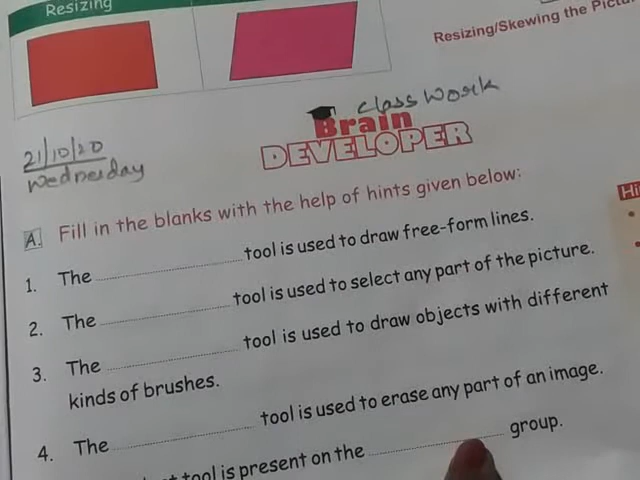 Resizing
Resizing/Skewing the
class work
Brain
DEVELOPER
21/10/20
Wednesday
A. Fill in the blanks with the help of hints given below:
1. The ............ tool is used to draw free-form lines.
2. The ............ tool is used to select any part of the picture.
3. The ............ tool is used to draw objects with different
kinds of brushes.
4. The ............ tool is used to erase any part of an image.
tool is present on the ............ group.